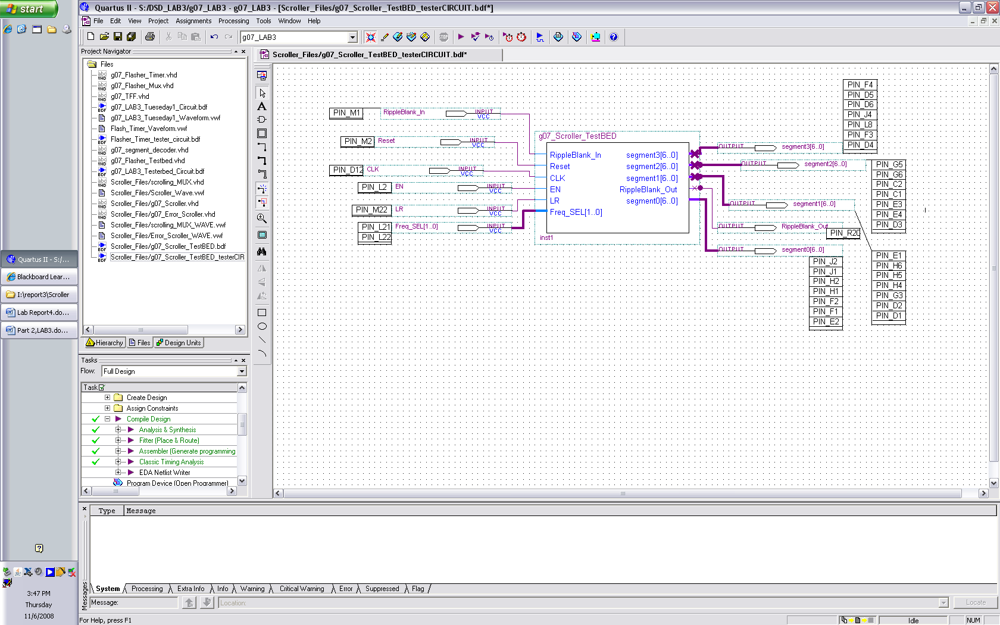 start
Quartus II - S:/DSD_LAB3/g07_LAB3 - g07_LAB3 - [Scroller_Files/g07_Scroller_TestBED_testerCIRCUIT.bdf*]
File Edit View Project Assignments Processing Tools Window Help
g07_LAB3
STOP
Project Navigator
Files
g07_Flasher_Timer.vhd
g07_Flasher_Mux.vhd
g07_TFF.vhd
g07_LAB3_Tueseday1_Circuit.bdf
g07_LAB3_Tueseday1_Waveform.vwf
Flash_Timer_Waveform.vwf
Flasher_Timer_tester_circuit.bdf
g07_segment_decoder.vhd
g07_Flasher_Testbed.vhd
g07_LAB3_Testerbed_Circuit.bdf
Scroller_Files/scrolling_MUX.vhd
Scroller_Files/Scroller_Wave.vwf
Scroller_Files/g07_Scroller.vhd
Scroller_Files/g07_Error_Scroller.vhd
Scroller_Files/scrolling_MUX_WAVE.vwf
Scroller_Files/Error_Scroller_WAVE.vwf
Scroller_Files/g07_Scroller_TestBED.bdf
Scroller_Files/g07_Scroller_TestBED_testerCIR
Hierarchy Files Design Units
Tasks
Flow: Full Design
Task
Create Design
Assign Constraints
Compile Design
Analysis & Synthesis
Fitter (Place & Route)
Assembler (Generate programming
Classic Timing Analysis
EDA Netlist Writer
Program Device (Open Programmer)
Quartus II - S:/...
Blackboard Lear...
I:\report3\Scroller
Lab Report4.do...
Part 2,LAB3.do...
3:47 PM
Thursday
11/6/2008
Scroller_Files/g07_Scroller_TestBED_testerCIRCUIT.bdf*
PIN_M1 RippleBlank_In INPUT VCC
PIN_M2 Reset INPUT VCC
PIN_D12 CLK INPUT VCC
PIN_L2 EN INPUT VCC
PIN_M22 LR INPUT VCC
PIN_L21 Freq_SEL[1..0] INPUT VCC
PIN_L22
g07_Scroller_TestBED
RippleBlank_In segment3[6..0]
Reset segment2[6..0]
CLK segment1[6..0]
EN RippleBlank_Out
LR segment0[6..0]
Freq_SEL[1..0]
inst1
OUTPUT segment3[6..0]
OUTPUT segment2[6..0]
OUTPUT segment1[6..0]
OUTPUT RippleBlank_Out
PIN_R20
OUTPUT segment0[6..0]
PIN_F4
PIN_D5
PIN_D6
PIN_J4
PIN_L8
PIN_F3
PIN_D4
PIN_G5
PIN_G6
PIN_C2
PIN_C1
PIN_E3
PIN_E4
PIN_D3
PIN_E1
PIN_H6
PIN_H5
PIN_H4
PIN_G3
PIN_D2
PIN_D1
PIN_J2
PIN_J1
PIN_H2
PIN_H1
PIN_F2
PIN_F1
PIN_E2
Type Message
System Processing Extra Info Info Warning Critical Warning Error Suppressed Flag
Messages
Message: Location: Locate
For Help, press F1
Idle NUM